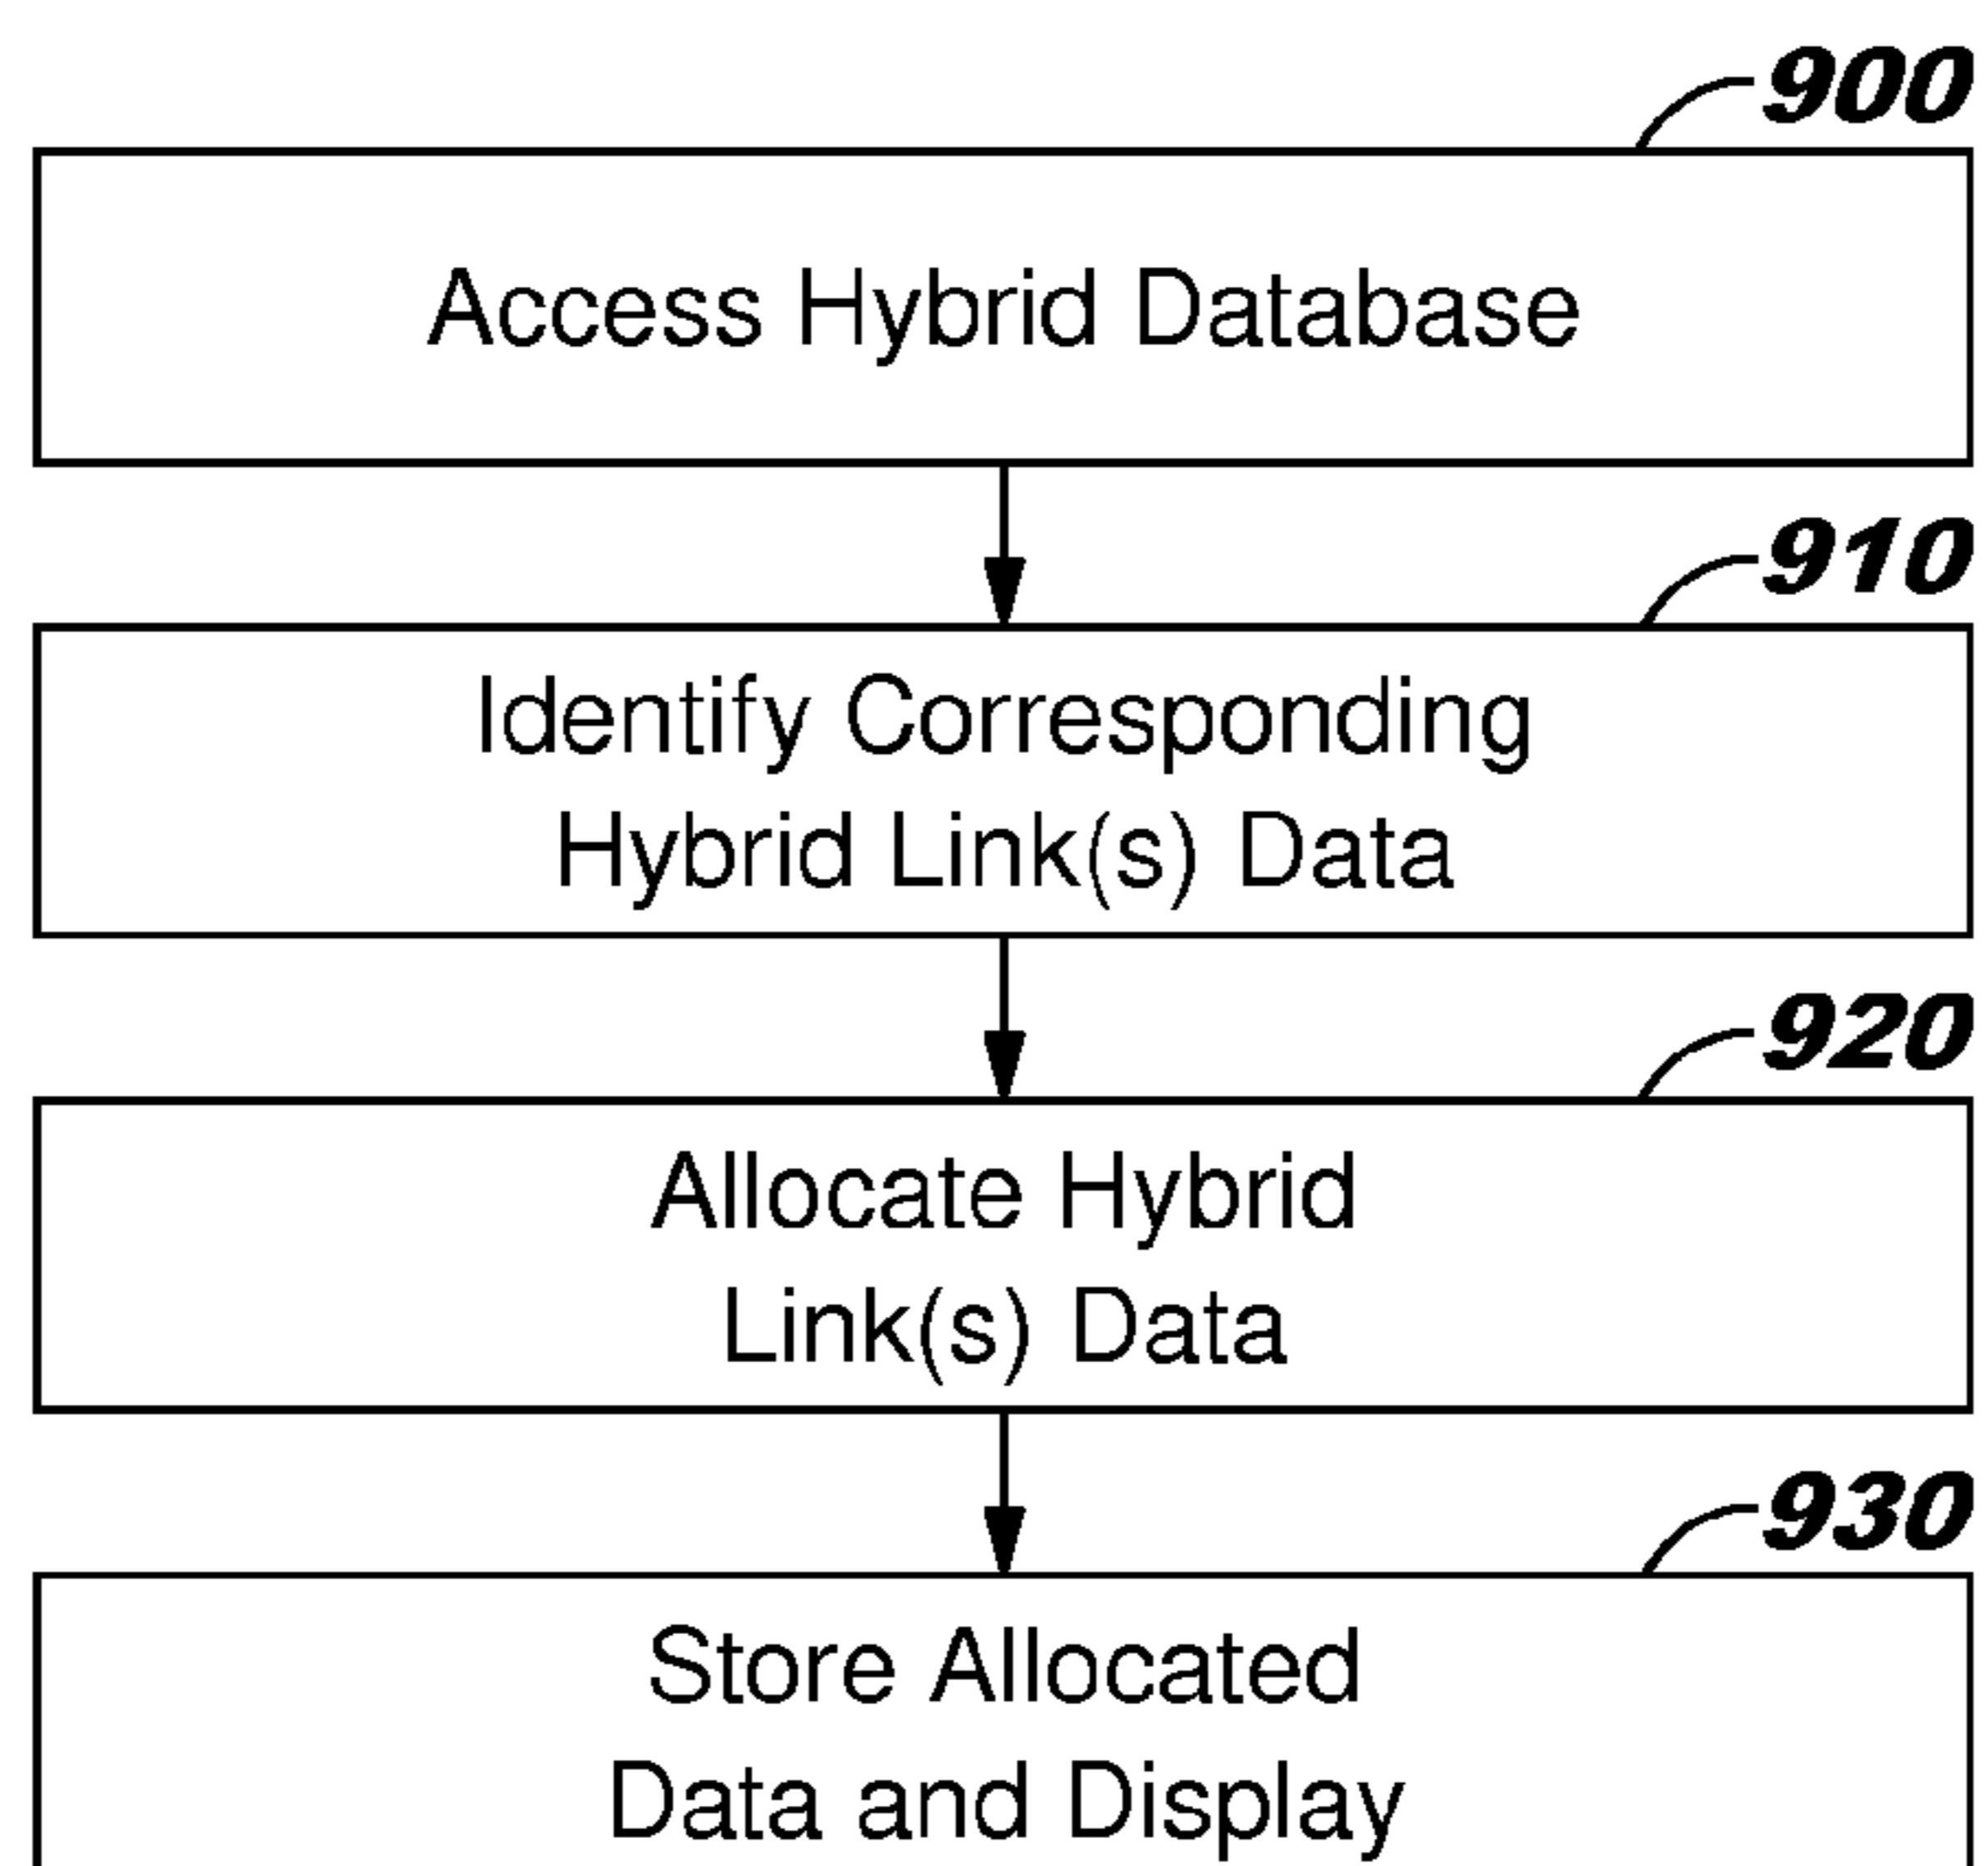 900
Access Hybrid Database
910
Identify Corresponding
Hybrid Link(s) Data
920
Allocate Hybrid
Link(s) Data
930
Store Allocated
Data and Display